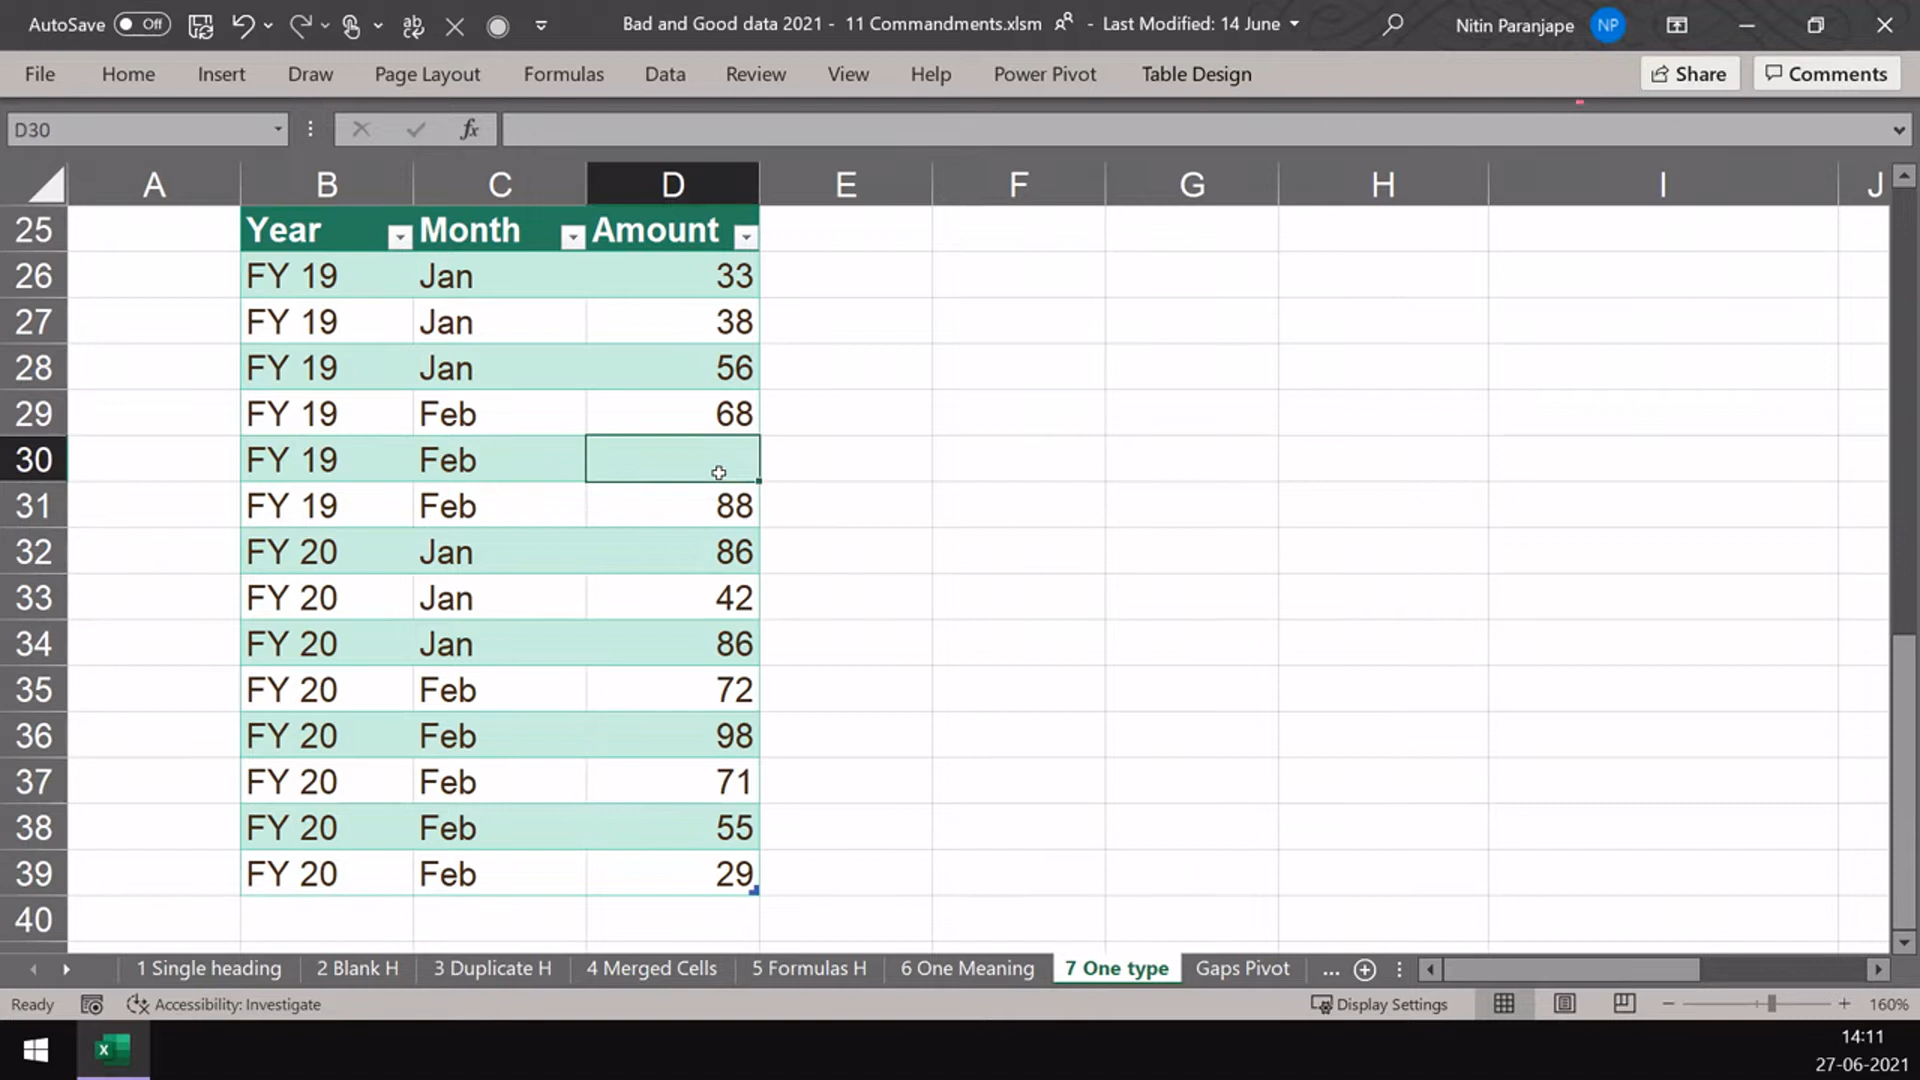 AutoSave Off Bad and Good data 2021 - 11 Commandments.xlsm - Last Modified: 14 June Nitin Paranjape NP
File Home Insert Draw Page Layout Formulas Data Review View Help Power Pivot Table Design Share Comments
D30 fx
A B C D E F G H I J
25 Year Month Amount
26 FY 19 Jan 33
27 FY 19 Jan 38
28 FY 19 Jan 56
29 FY 19 Feb 68
30 FY 19 Feb
31 FY 19 Feb 88
32 FY 20 Jan 86
33 FY 20 Jan 42
34 FY 20 Jan 86
35 FY 20 Feb 72
36 FY 20 Feb 98
37 FY 20 Feb 71
38 FY 20 Feb 55
39 FY 20 Feb 29
40
1 Single heading 2 Blank H 3 Duplicate H 4 Merged Cells 5 Formulas H 6 One Meaning 7 One type Gaps Pivot ...
Ready Accessibility: Investigate Display Settings 160%
14:11
27-06-2021